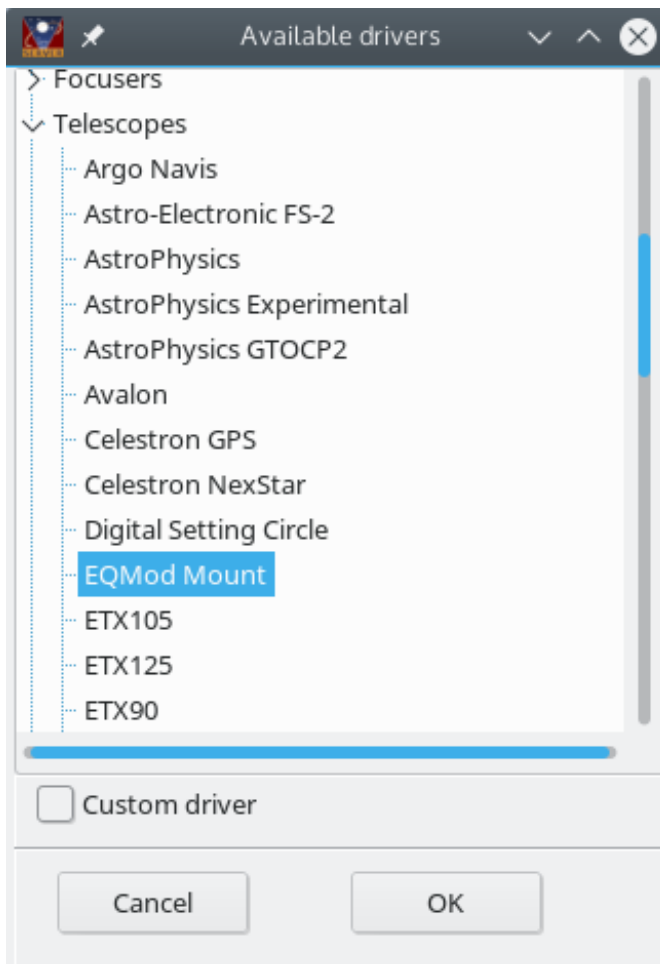 SERVER
Available drivers
Focusers
Telescopes
Argo Navis
Astro-Electronic FS-2
AstroPhysics
AstroPhysics Experimental
AstroPhysics GTOCP2
Avalon
Celestron GPS
Celestron NexStar
Digital Setting Circle
EQMod Mount
ETX105
ETX125
ETX90
Custom driver
Cancel OK